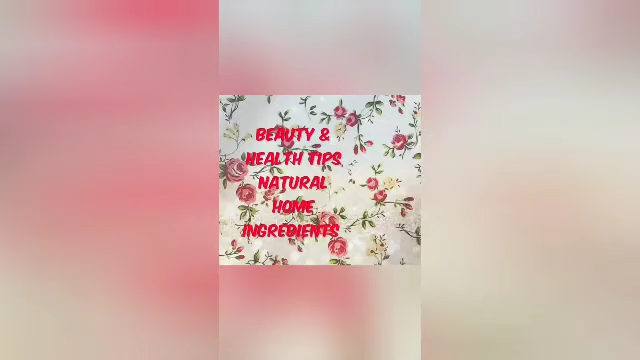 BEAUTY &
HEALTH TIPS
NATURAL
HOME
INGREDIENTS